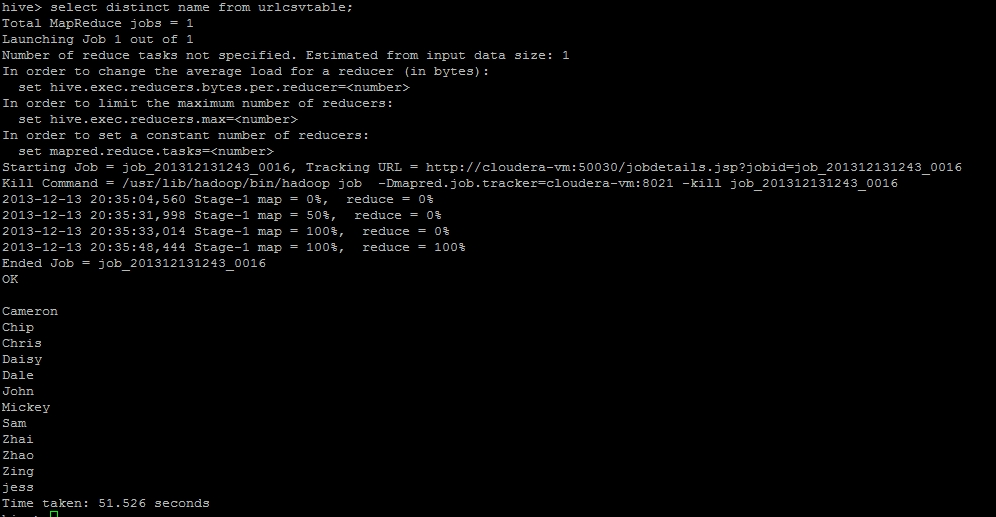 hive> select distinct name from urlcsvtable;
Total MapReduce jobs = 1
Launching Job 1 out of 1
Number of reduce tasks not specified. Estimated from input data size: 1
In order to change the average load for a reducer (in bytes):
  set hive.exec.reducers.bytes.per.reducer=<number>
In order to limit the maximum number of reducers:
  set hive.exec.reducers.max=<number>
In order to set a constant number of reducers:
  set mapred.reduce.tasks=<number>
Starting Job = job_201312131243_0016, Tracking URL = http://cloudera-vm:50030/jobdetails.jsp?jobid=job_201312131243_0016
Kill Command = /usr/lib/hadoop/bin/hadoop job  -Dmapred.job.tracker=cloudera-vm:8021 -kill job_201312131243_0016
2013-12-13 20:35:04,560 Stage-1 map = 0%,  reduce = 0%
2013-12-13 20:35:31,998 Stage-1 map = 50%,  reduce = 0%
2013-12-13 20:35:33,014 Stage-1 map = 100%,  reduce = 0%
2013-12-13 20:35:48,444 Stage-1 map = 100%,  reduce = 100%
Ended Job = job_201312131243_0016
OK

Cameron
Chip
Chris
Daisy
Dale
John
Mickey
Sam
Zhai
Zhao
Zing
jess
Time taken: 51.526 seconds